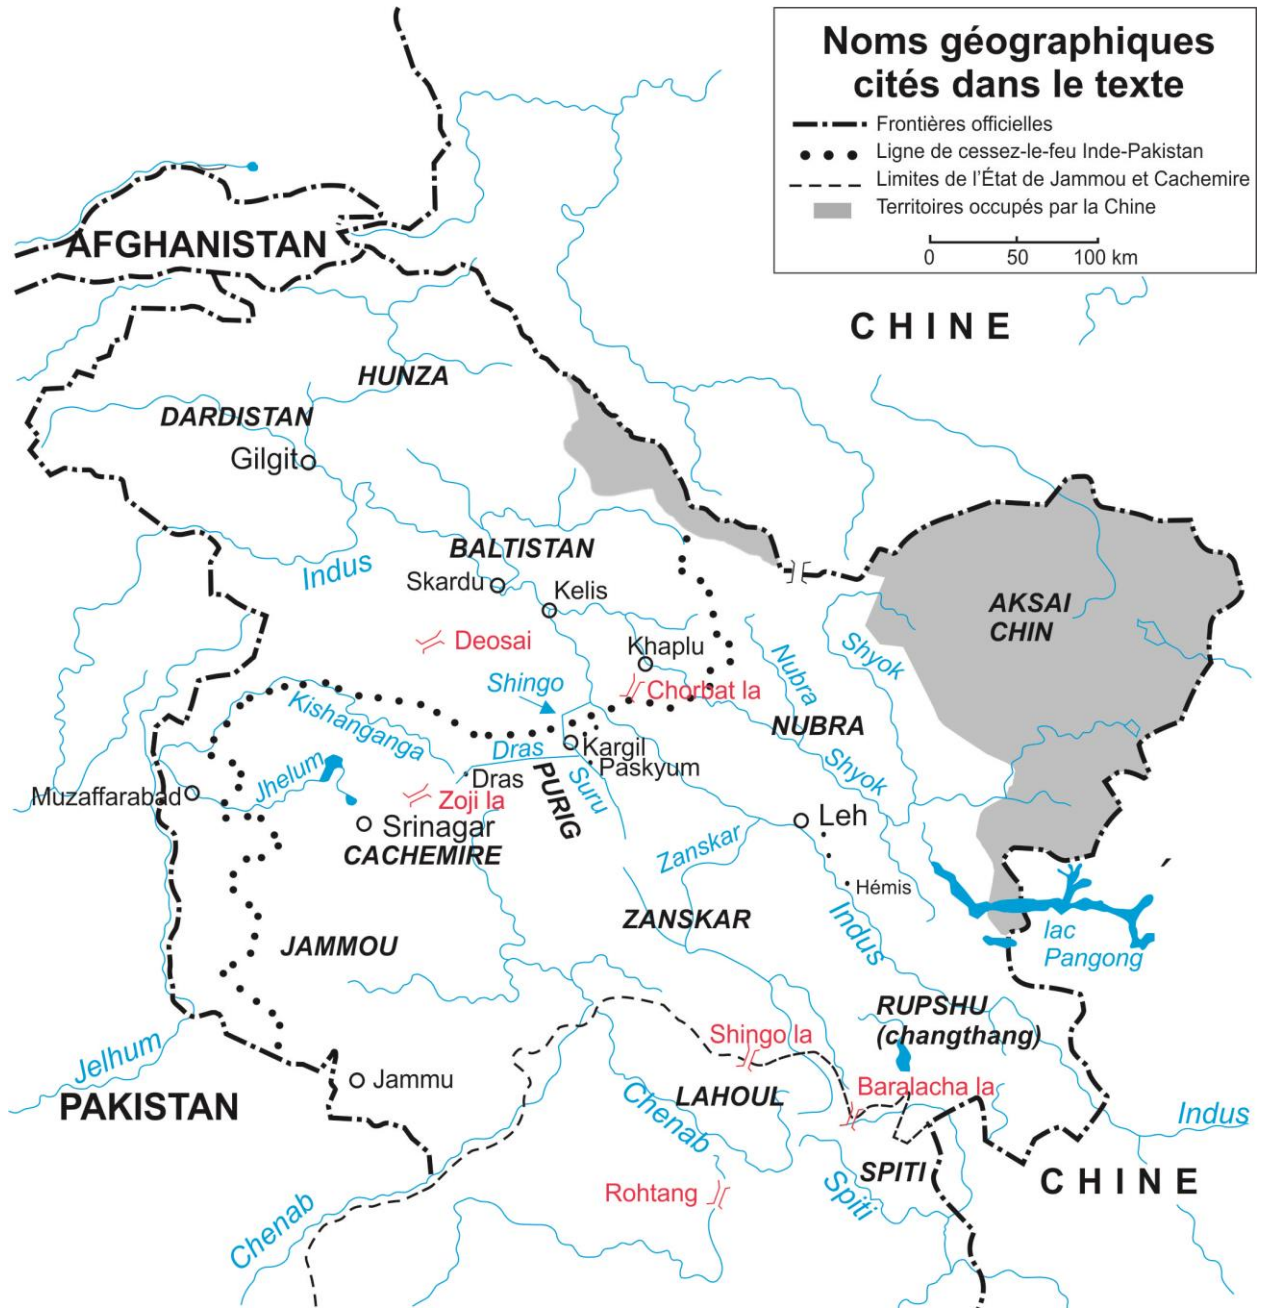 Noms géographiques
cités dans le texte
Frontières officielles
Ligne de cessez-le-feu Inde-Pakistan
Limites de l'État de Jammou et Cachemire
Territoires occupés par la Chine
0 50 100 km
AFGHANISTAN
CHINE
HUNZA
DARDISTAN
Gilgit
BALTISTAN
Indus
Skardu
Kelis
AKSAI
CHIN
Deosai
Khaplu
Nubra
Shyok
Shingo
Chorbat la
Kishanganga
NUBRA
Dras
Kargil
Paskyum
Shyok
Jhelum
Dras
PURIG
Suru
Muzaffarabad
Zoji la
Srinagar
Leh
CACHEMIRE
Zanskar
Hémis
ZANSKAR
Indus
lac
Pangong
JAMMOU
RUPSHU
(changthang)
Shingo la
Jelhum
Jammu
Baralacha la
PAKISTAN
LAHOUL
Chenab
Indus
SPITI
CHINE
Rohtang
Spiti
Chenab